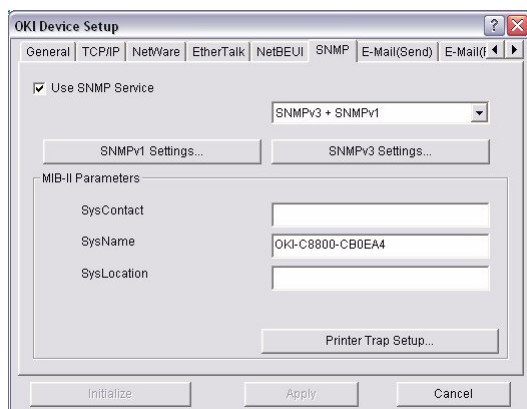 OKI Device Setup
General TCP/IP NetWare EtherTalk NetBEUI SNMP E-Mail(Send)
Use SNMP Service
SNMPv3 + SNMPv1
SNMPv1 Settings... SNMPv3 Settings...
MIB-II Parameters
SysContact
SysName OKI-C8800-CB0EA4
SysLocation
Printer Trap Setup...
Initialize Apply Cancel